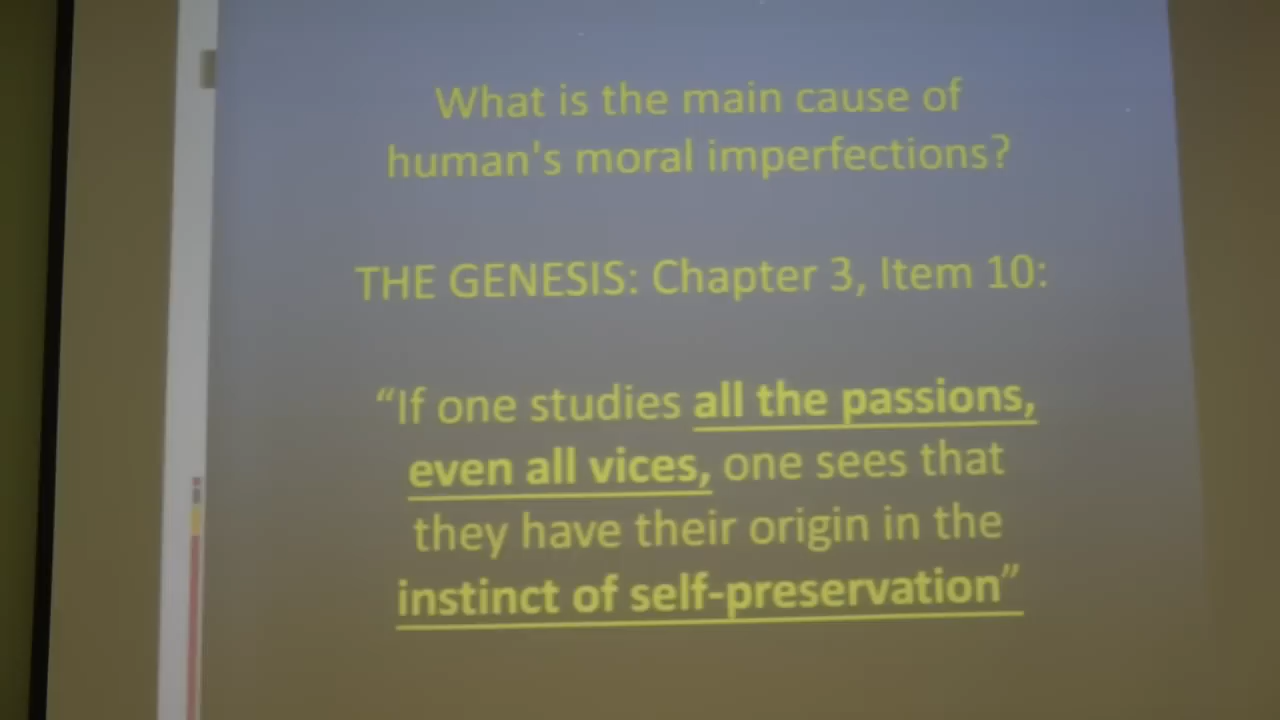 What is the main cause of
human's moral imperfections?
THE GENESIS: Chapter 3, Item 10:
“If one studies all the passions,
even all vices, one sees that
they have their origin in the
instinct of self-preservation”